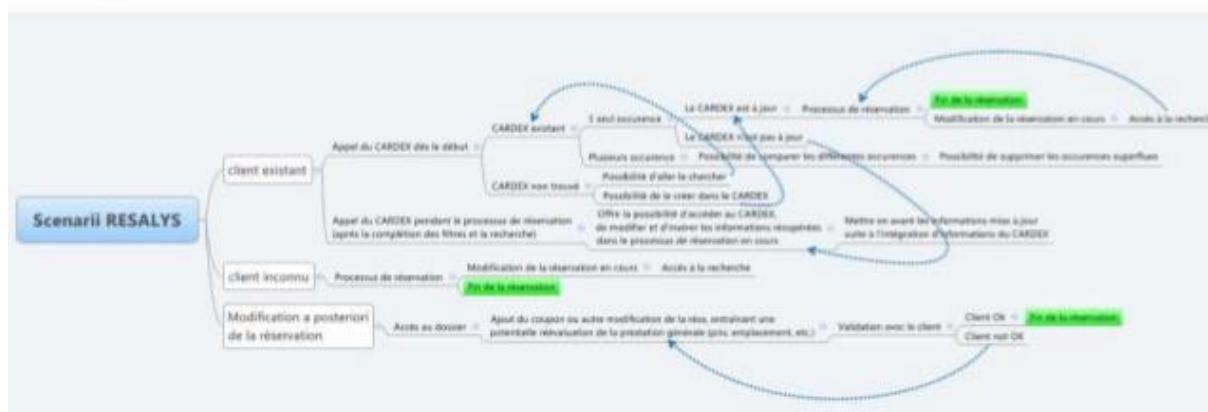 Scenarii RESALYS
client existant
Appel du CARDEX dès le début
CARDEX existant
1 seul occurence
Le CARDEX est à jour
Processus de réservation
Fin de la réservation
Modification de la réservation en cours
Accès à la recherche
Le CARDEX n'est pas à jour
Plusieurs occurence
Possibilité de comparer les différentes occurences
Possibilité de supprimer les occurences superflues
CARDEX non trouvé
Possibilité d'aller le chercher
Possibilité de le créer dans le CARDEX
Appel du CARDEX pendant le processus de réservation
(après la complétion des filtres et la recherche)
Offrir la possibilité d'accéder au CARDEX,
de modifier et d'insérer les informations récupérées
dans le processus de réservation en cours
Mettre en avant les informations mise à jour
suite à l'intégration d'informations du CARDEX
client inconnu
Processus de réservation
Modification de la réservation en cours
Accès à la recherche
Fin de la réservation
Modification a posteriori
de la réservation
Accès au dossier
Ajout du coupon ou autre modification de la résa, entraînant une
potentielle réévaluation de la prestation générale (prix, emplacement, etc.)
Validation avec le client
Client Ok
Fin de la réservation
Client not OK